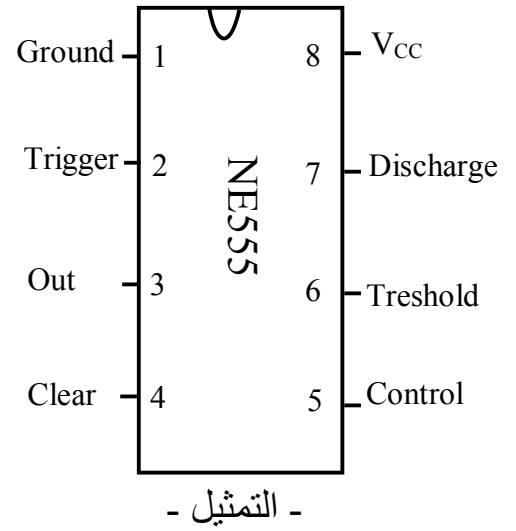 Ground 1 8 VCC
Trigger 2 7 Discharge
NE555
Out 3 6 Treshold
Clear 4 5 Control
- التمثيل -